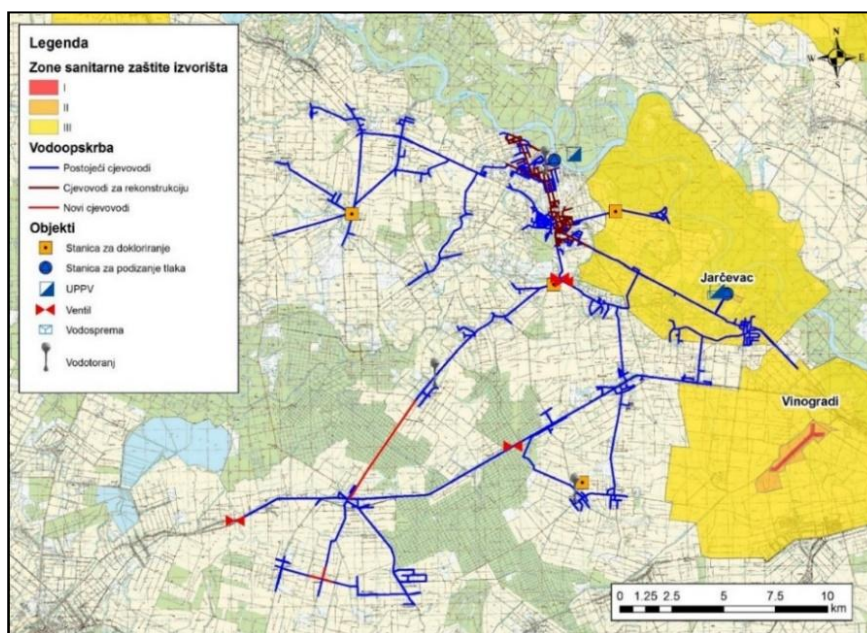 Legenda
Zone sanitarne zaštite izvorišta
I
II
III
Vodoopskrba
Postojeći cjevovodi
Cjevovodi za rekonstrukciju
Novi cjevovodi
Objekti
Stanica za dokloriranje
Stanica za podizanje tlaka
UPPV
Ventil
Vodosprema
Vodotoranj
N
W E
S
Jarčevac
Vinogradi
0 1.25 2.5 5 7.5 10
km